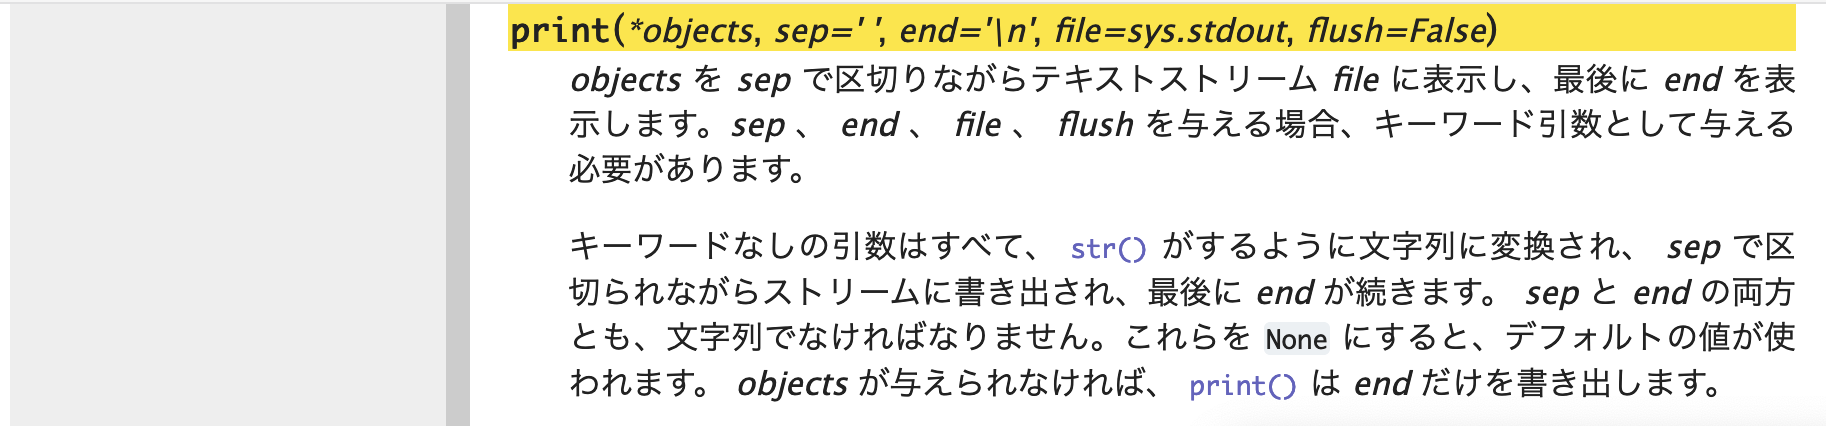 print(*objects, sep=' ', end='\n', file=sys.stdout, flush=False)
objects を sep で区切りながらテキストストリーム file に表示し、最後に end を表
示します。sep 、 end 、 file 、 flush を与える場合、キーワード引数として与える
必要があります。
キーワードなしの引数はすべて、 str() がするように文字列に変換され、 sep で区
切られながらストリームに書き出され、最後に end が続きます。 sep と end の両方
とも、文字列でなければなりません。これらを None にすると、デフォルトの値が使
われます。 objects が与えられなければ、 print() は end だけを書き出します。